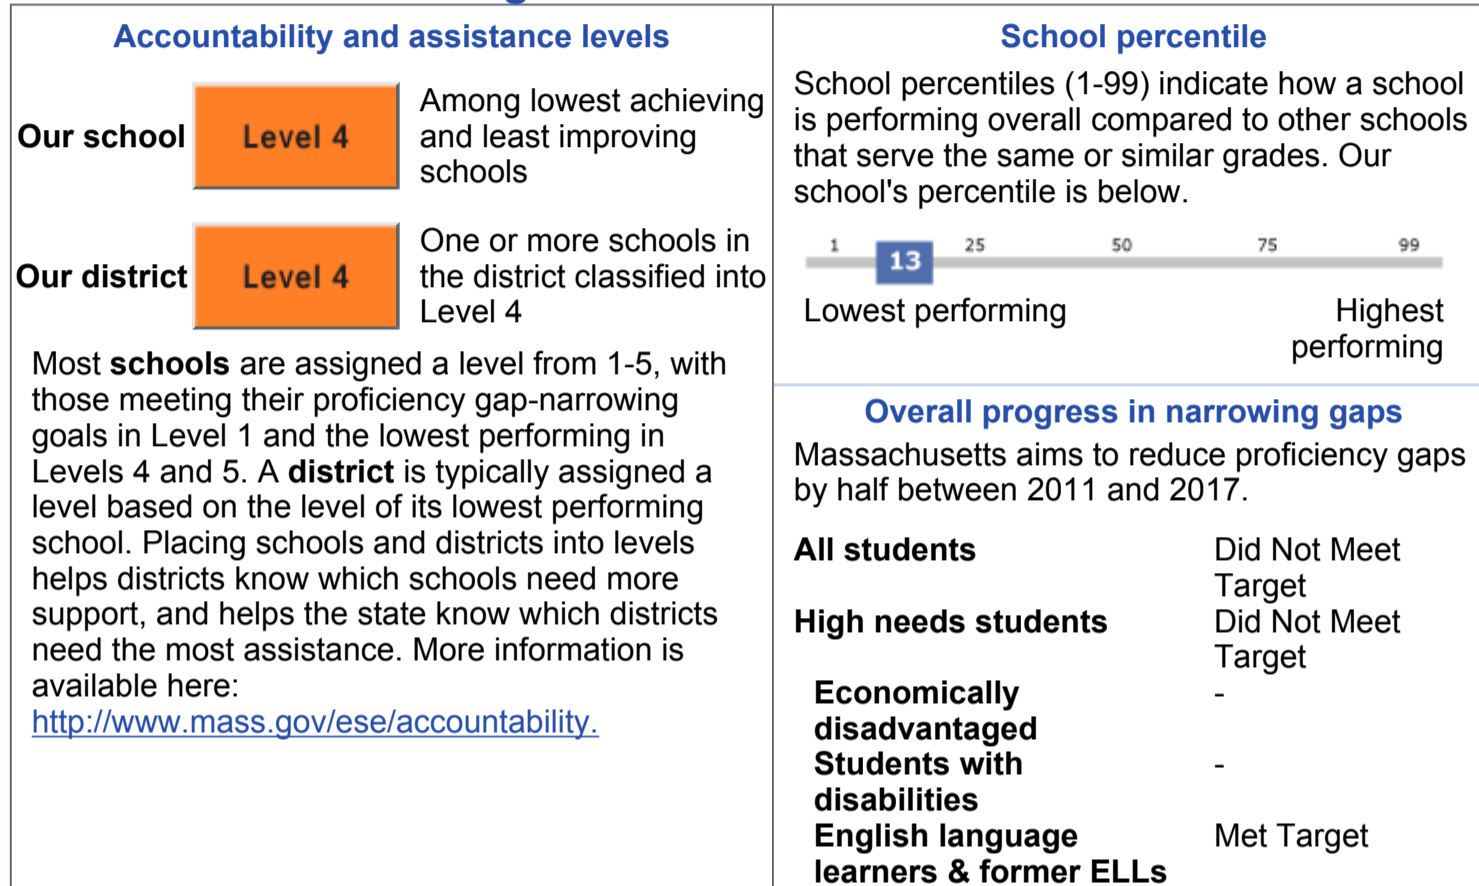 Accountability and assistance levels
Our school
Level 4
Among lowest achieving
and least improving
schools
Our district
Level 4
One or more schools in
the district classified into
Level 4
Most schools are assigned a level from 1-5, with
those meeting their proficiency gap-narrowing
goals in Level 1 and the lowest performing in
Levels 4 and 5. A district is typically assigned a
level based on the level of its lowest performing
school. Placing schools and districts into levels
helps districts know which schools need more
support, and helps the state know which districts
need the most assistance. More information is
available here:
http://www.mass.gov/ese/accountability.
School percentile
School percentiles (1-99) indicate how a school
is performing overall compared to other schools
that serve the same or similar grades. Our
school's percentile is below.
1 25 50 75 99
13
Lowest performing
Highest
performing
Overall progress in narrowing gaps
Massachusetts aims to reduce proficiency gaps
by half between 2011 and 2017.
All students Did Not Meet
Target
High needs students Did Not Meet
Target
Economically -
disadvantaged
Students with -
disabilities
English language Met Target
learners & former ELLs